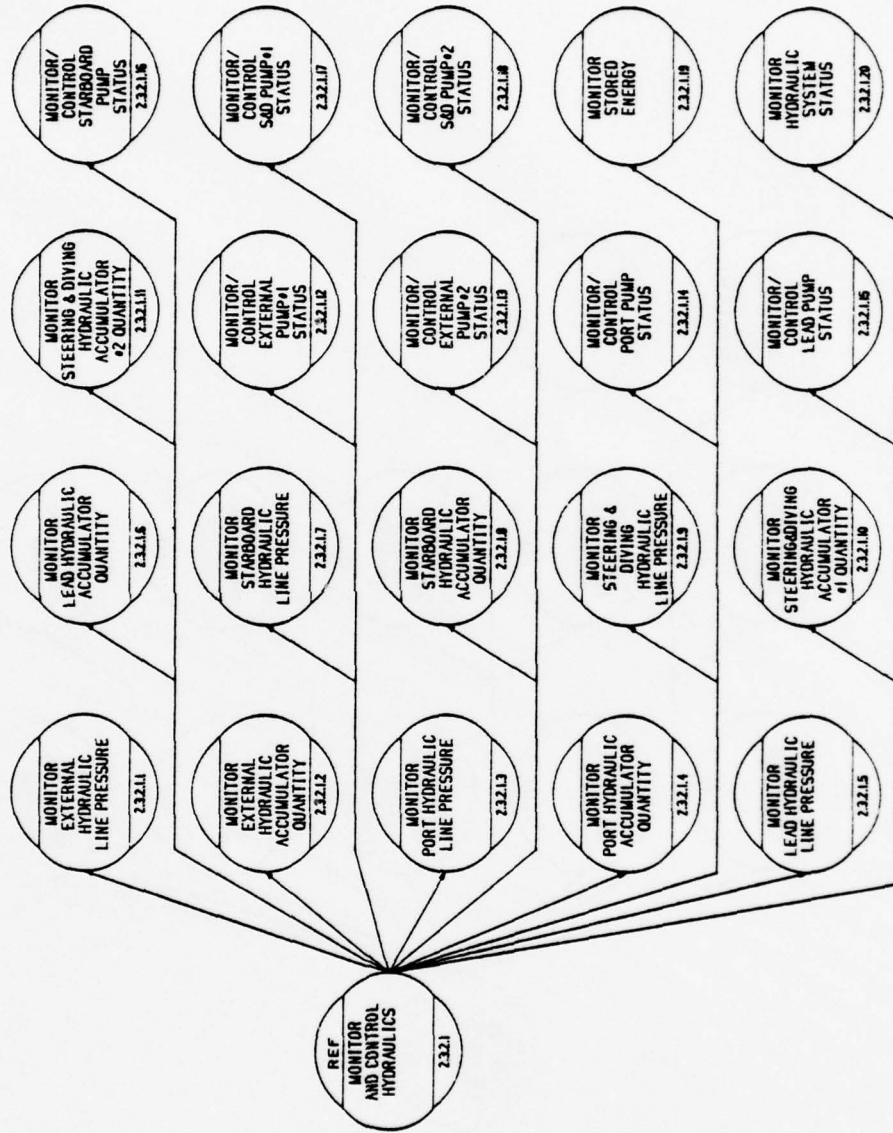 REF
MONITOR
AND CONTROL
HYDRAULICS
2.3.2.1
MONITOR
EXTERNAL
HYDRAULIC
LINE PRESSURE
2.3.2.1.1
MONITOR
EXTERNAL
HYDRAULIC
ACCUMULATOR
QUANTITY
2.3.2.1.2
MONITOR
PORT HYDRAULIC
LINE PRESSURE
2.3.2.1.3
MONITOR
PORT HYDRAULIC
ACCUMULATOR
QUANTITY
2.3.2.1.4
MONITOR
LEAD HYDRAULIC
LINE PRESSURE
2.3.2.1.5
MONITOR
LEAD HYDRAULIC
ACCUMULATOR
QUANTITY
2.3.2.1.6
MONITOR
STARBOARD
HYDRAULIC
LINE PRESSURE
2.3.2.1.7
MONITOR
STARBOARD
HYDRAULIC
ACCUMULATOR
QUANTITY
2.3.2.1.8
MONITOR
STEERING &
DIVING
HYDRAULIC
LINE PRESSURE
2.3.2.1.9
MONITOR
STEERING&DIVING
HYDRAULIC
ACCUMULATOR
#1 QUANTITY
2.3.2.1.10
MONITOR
STEERING & DIVING
HYDRAULIC
ACCUMULATOR
#2 QUANTITY
2.3.2.1.11
MONITOR/
CONTROL
EXTERNAL
PUMP#1
STATUS
2.3.2.1.12
MONITOR/
CONTROL
EXTERNAL
PUMP#2
STATUS
2.3.2.1.13
MONITOR/
CONTROL
PORT PUMP
STATUS
2.3.2.1.14
MONITOR/
CONTROL
LEAD PUMP
STATUS
2.3.2.1.15
MONITOR/
CONTROL
STARBOARD
PUMP
STATUS
2.3.2.1.16
MONITOR/
CONTROL
S&D PUMP#1
STATUS
2.3.2.1.17
MONITOR/
CONTROL
S&D PUMP#2
STATUS
2.3.2.1.18
MONITOR
STORED
ENERGY
2.3.2.1.19
MONITOR
HYDRAULIC
SYSTEM
STATUS
2.3.2.1.20